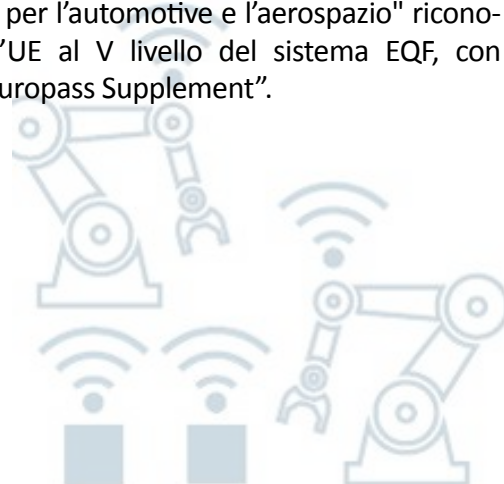 per l'automotive e l'aerospazio" ricono-
l'UE al V livello del sistema EQF, con
uropass Supplement”.